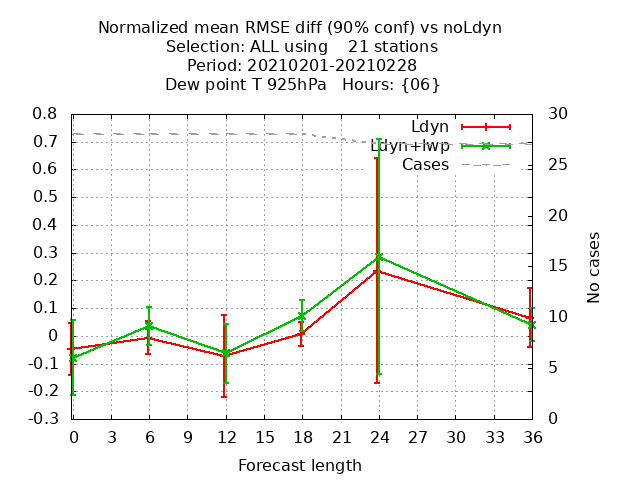 Normalized mean RMSE diff (90% conf) vs noLdyn
Selection: ALL using    21 stations
Period: 20210201-20210228
Dew point T 925hPa   Hours: {06}
Ldyn
Ldyn+lwp
Cases
0.8
0.7
0.6
0.5
0.4
0.3
0.2
0.1
0
-0.1
-0.2
-0.3
30
25
20
15
10
5
0
No cases
0 3 6 9 12 15 18 21 24 27 30 33 36
Forecast length